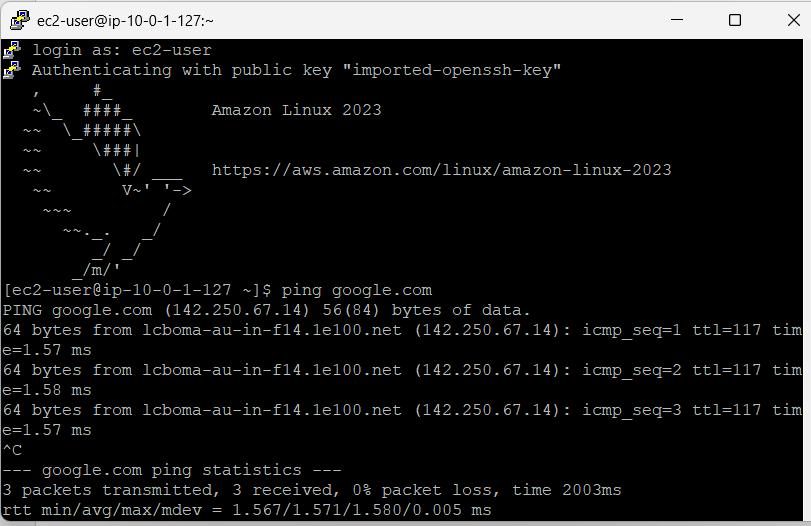 ec2-user@ip-10-0-1-127:~
login as: ec2-user
Authenticating with public key "imported-openssh-key"
   ,     #_
   ~\_  ####_        Amazon Linux 2023
  ~~  \_#####\
  ~~     \###|
  ~~       \#/ ___   https://aws.amazon.com/linux/amazon-linux-2023
   ~~       V~' '->
    ~~~         /
      ~~._.   _/
         _/ _/
       _/m/'
[ec2-user@ip-10-0-1-127 ~]$ ping google.com
PING google.com (142.250.67.14) 56(84) bytes of data.
64 bytes from lcboma-au-in-f14.1e100.net (142.250.67.14): icmp_seq=1 ttl=117 tim
e=1.57 ms
64 bytes from lcboma-au-in-f14.1e100.net (142.250.67.14): icmp_seq=2 ttl=117 tim
e=1.58 ms
64 bytes from lcboma-au-in-f14.1e100.net (142.250.67.14): icmp_seq=3 ttl=117 tim
e=1.57 ms
^C
--- google.com ping statistics ---
3 packets transmitted, 3 received, 0% packet loss, time 2003ms
rtt min/avg/max/mdev = 1.567/1.571/1.580/0.005 ms